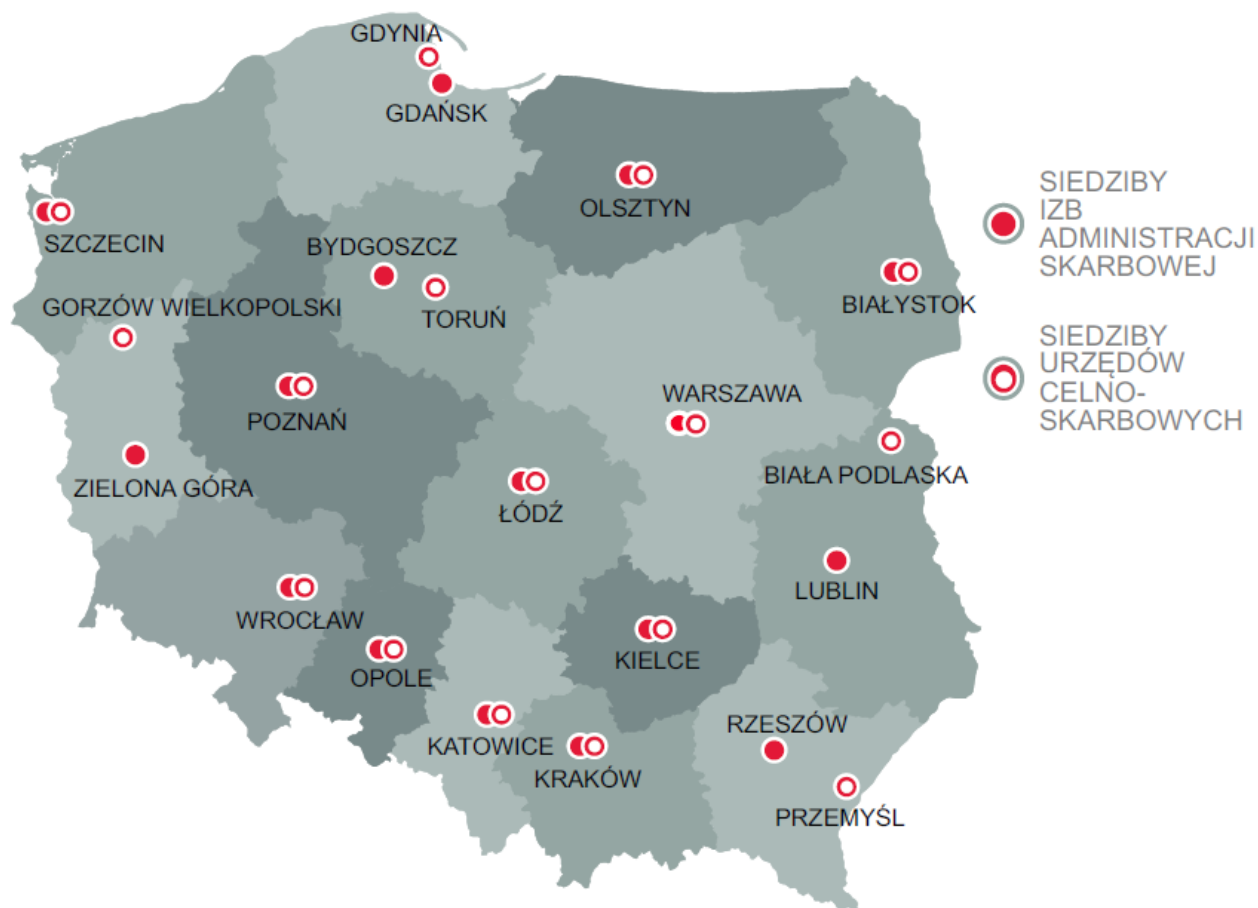 GDYNIA
GDAŃSK
OLSZTYN
SZCZECIN
BYDGOSZCZ
BIAŁYSTOK
GORZÓW WIELKOPOLSKI
TORUŃ
WARSZAWA
POZNAŃ
BIAŁA PODLASKA
ZIELONA GÓRA
ŁÓDŹ
LUBLIN
WROCŁAW
KIELCE
OPOLE
RZESZÓW
KATOWICE
KRAKÓW
PRZEMYŚL
SIEDZIBY
IZB
ADMINISTRACJI
SKARBOWEJ
SIEDZIBY
URZĘDÓW
CELNO-
SKARBOWYCH